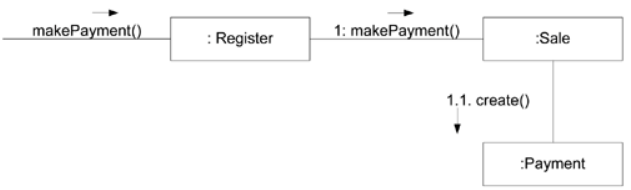 makePayment()
: Register
1: makePayment()
:Sale
1.1. create()
:Payment